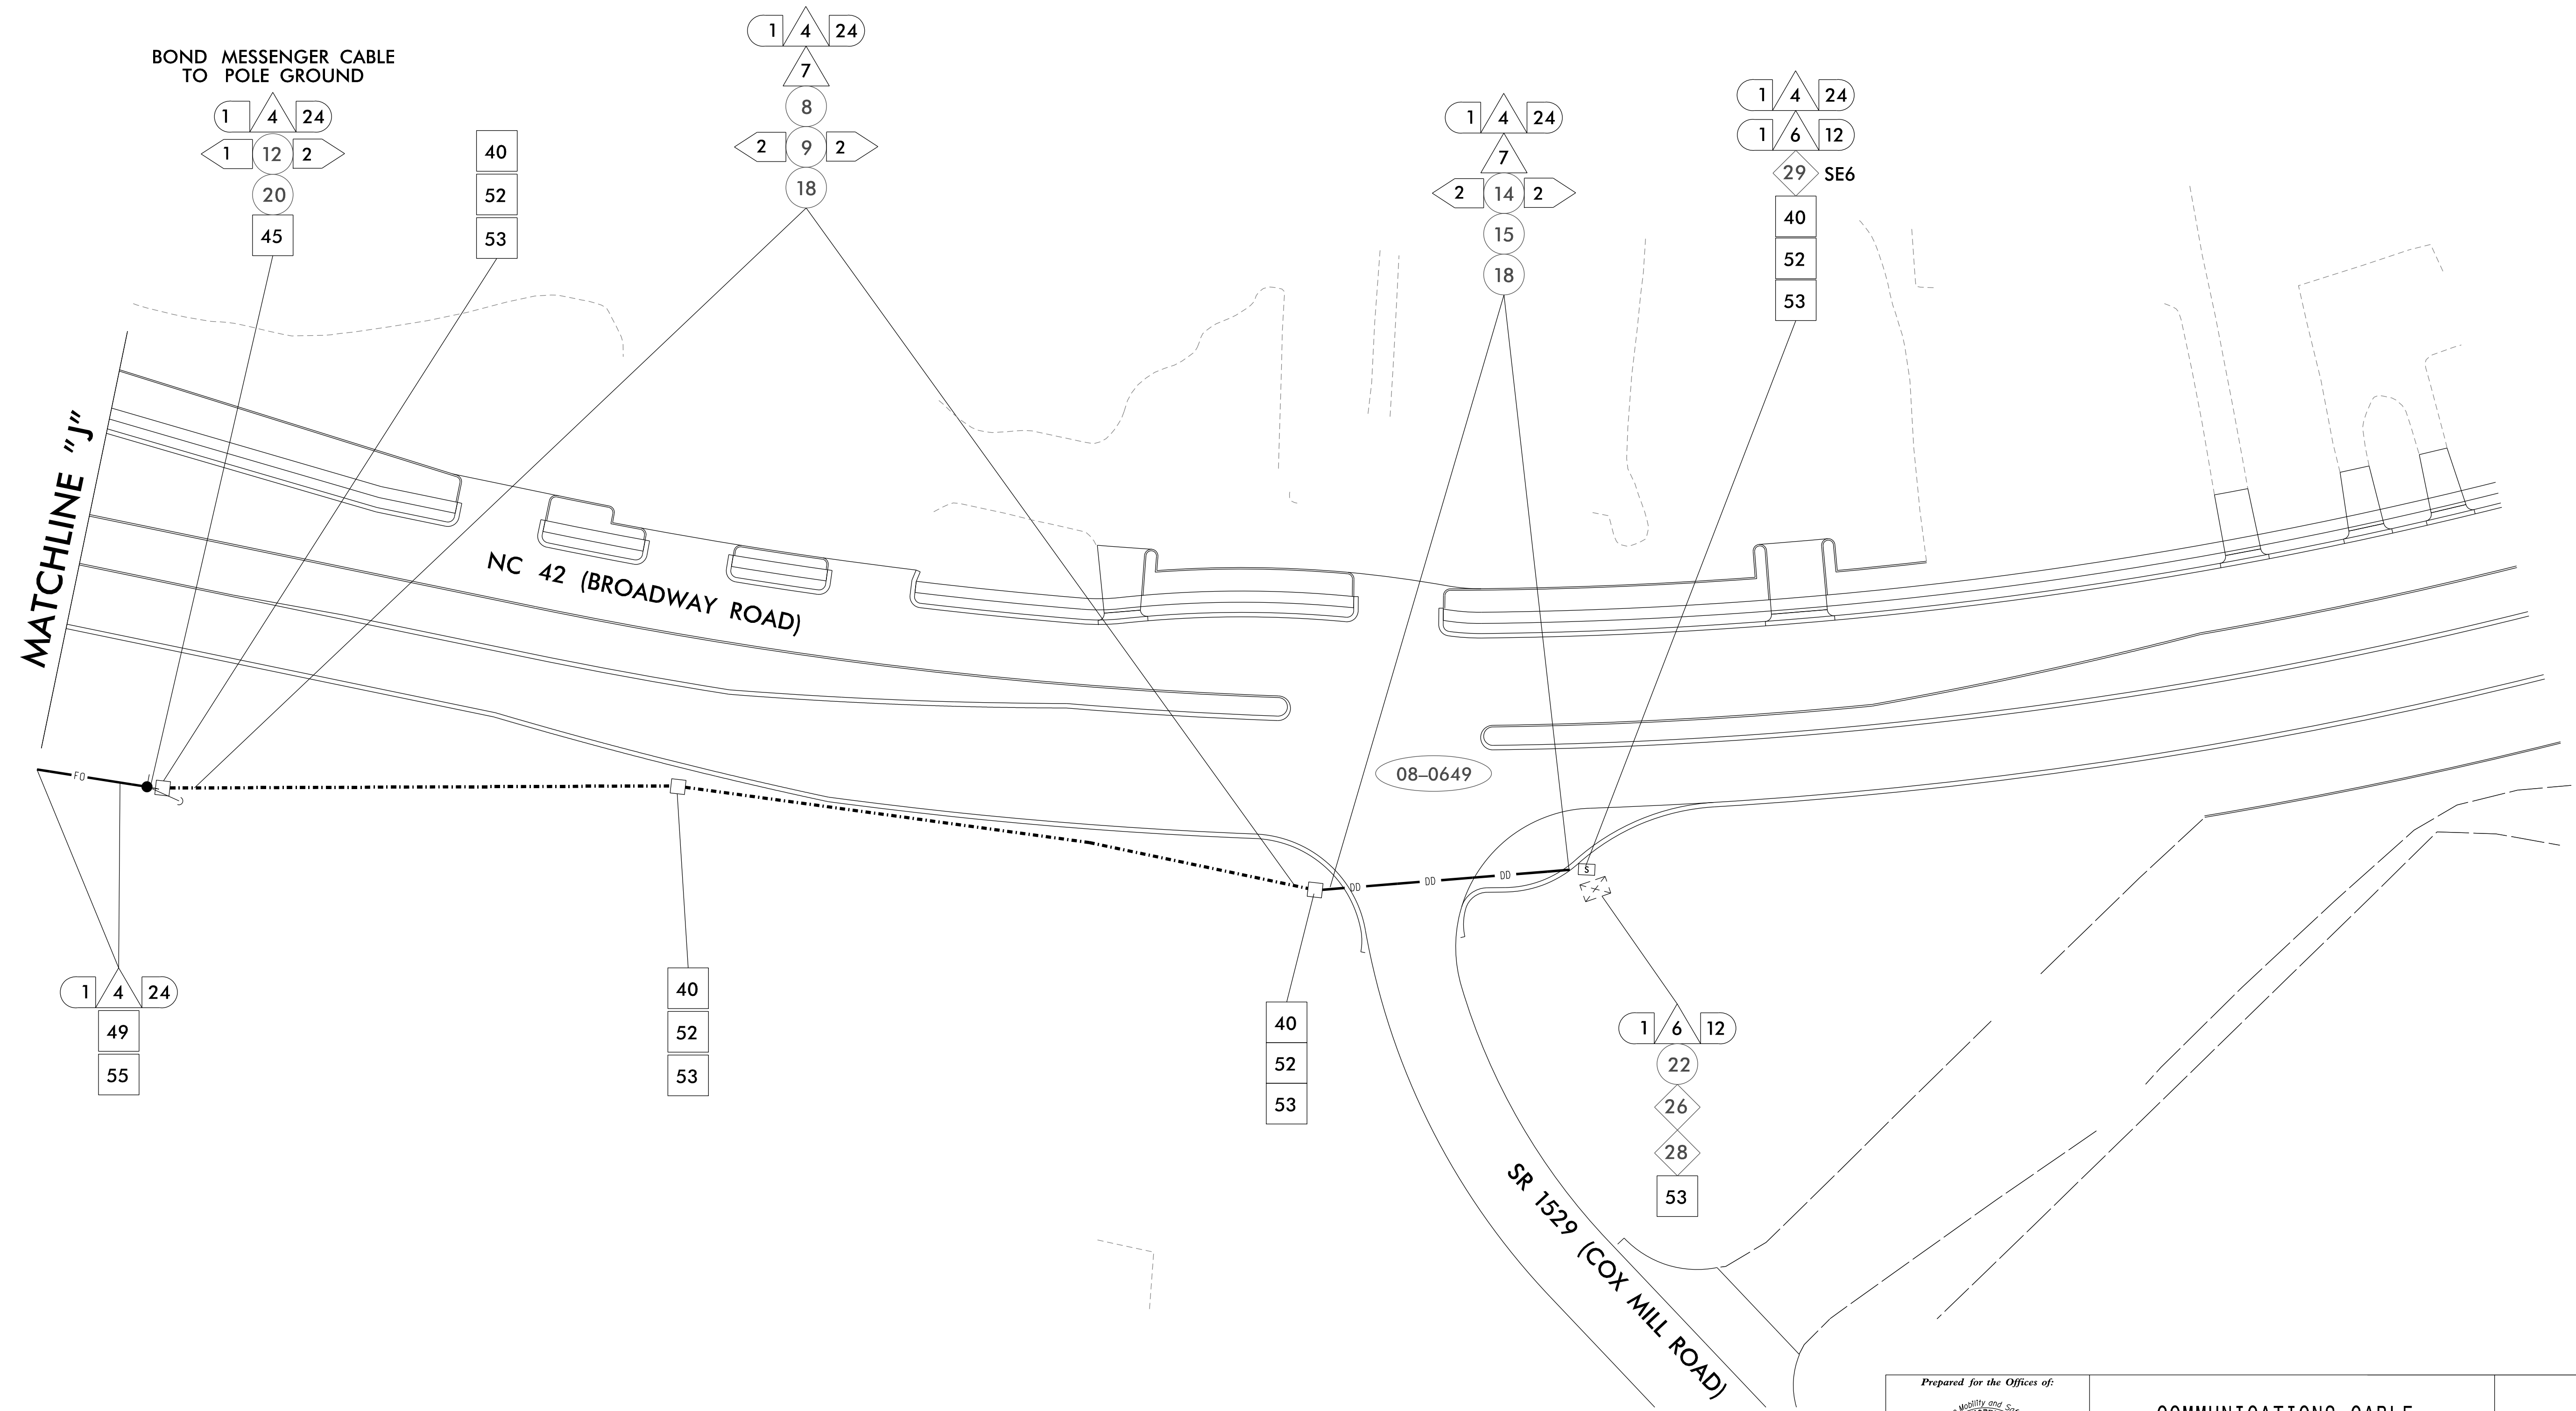 BOND MESSENGER CABLE
TO POLE GROUND
1 4 24
1 12 2
20
45
40
52
53
1 4 24
7
8
2 9 2
18
1 4 24
7
2 14 2
15
18
1 4 24
1 6 12
29 SE6
40
52
53
MATCHLINE "J"
NC 42 (BROADWAY ROAD)
08-0649
FO
DD DD DD
S
1 4 24
49
55
40
52
53
40
52
53
1 6 12
22
26
28
53
SR 1529 (COX MILL ROAD)
Prepared for the Offices of:
Mobility and
COMMUNICATIONS CABLE